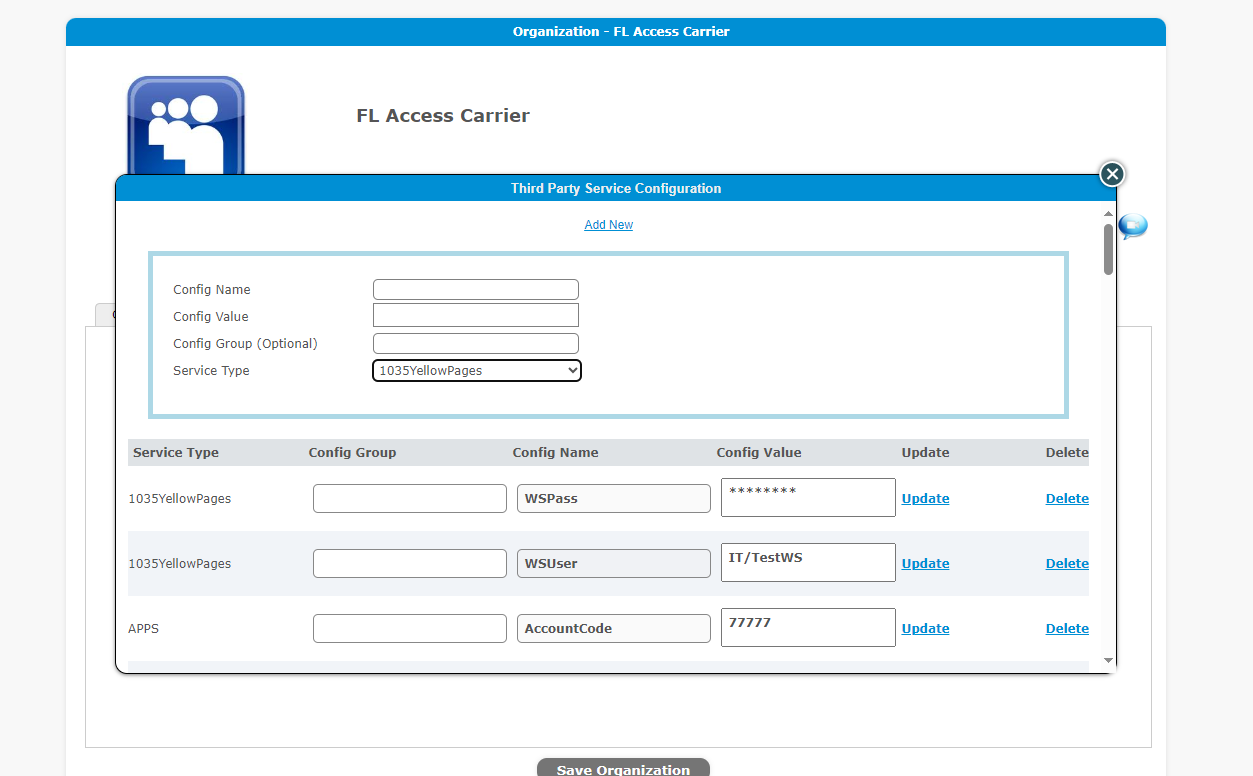 Organization - FL Access Carrier
FL Access Carrier
Third Party Service Configuration
Add New
Config Name
Config Value
Config Group (Optional)
Service Type 1035YellowPages
Service Type Config Group Config Name Config Value Update Delete
1035YellowPages WSPass ******** Update Delete
1035YellowPages WSUser IT/TestWS Update Delete
APPS AccountCode 77777 Update Delete
Save Organization